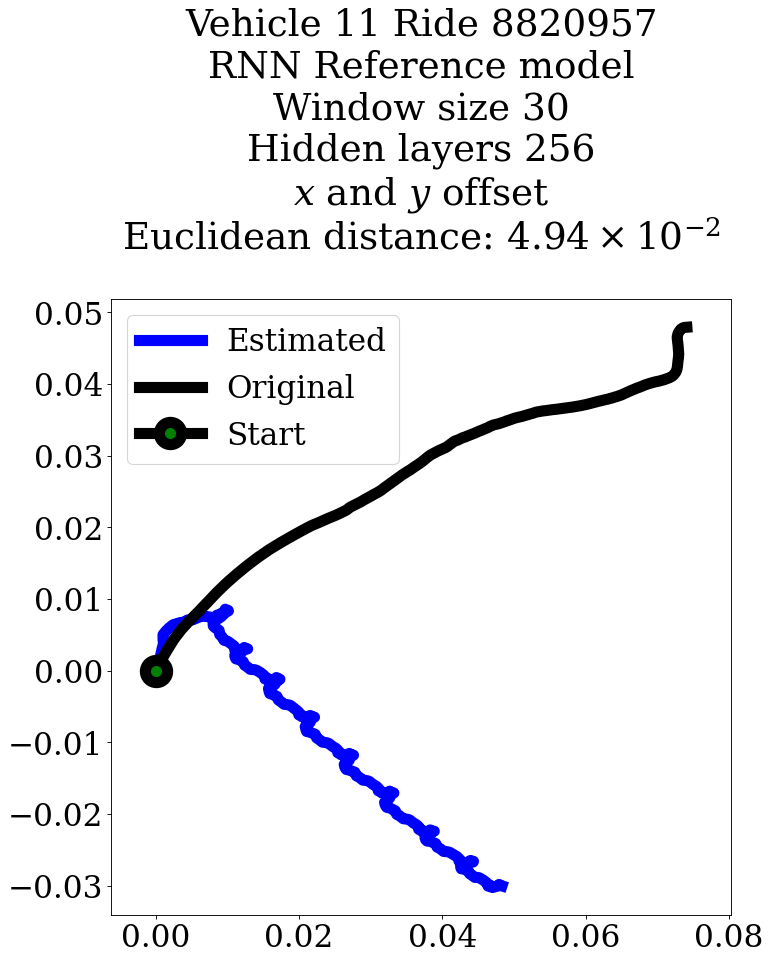 Vehicle 11 Ride 8820957
RNN Reference model
Window size 30
Hidden layers 256
x and y offset
Euclidean distance: 4.94 × 10⁻²
Estimated
Original
Start
0.05
0.04
0.03
0.02
0.01
0.00
−0.01
−0.02
−0.03
0.00 0.02 0.04 0.06 0.08